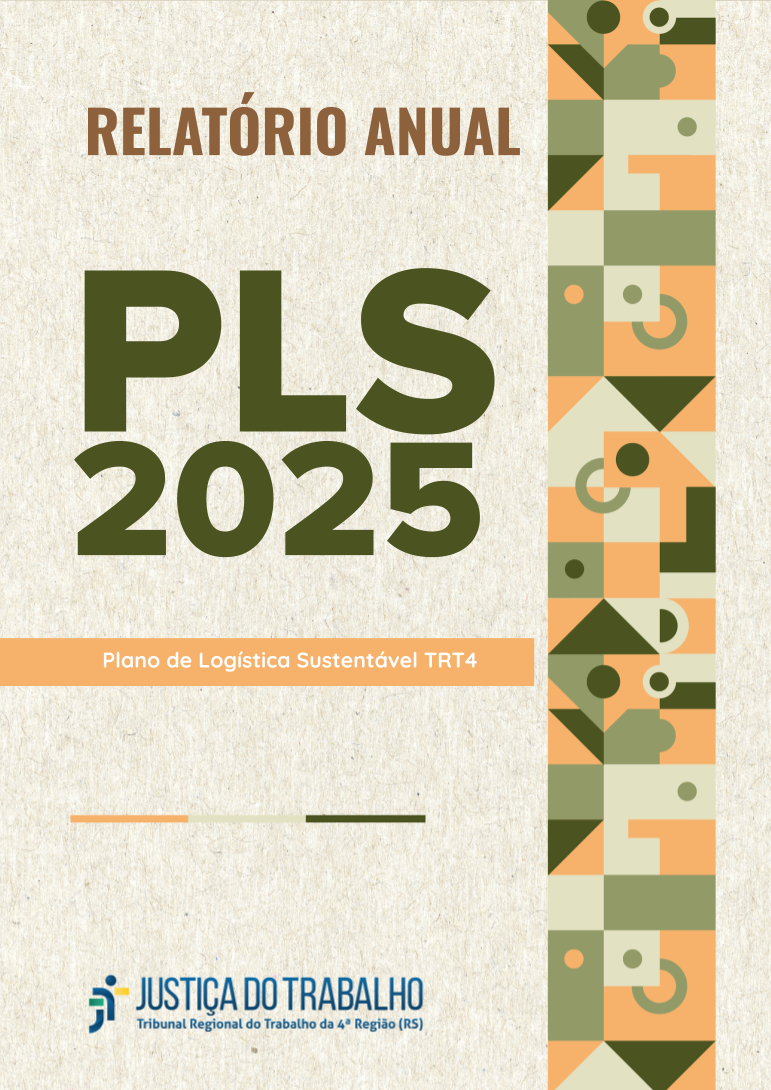 RELATÓRIO ANUAL
PLS
2025
Plano de Logística Sustentável TRT4
JUSTIÇA DO TRABALHO
Tribunal Regional do Trabalho da 4ª Região (RS)